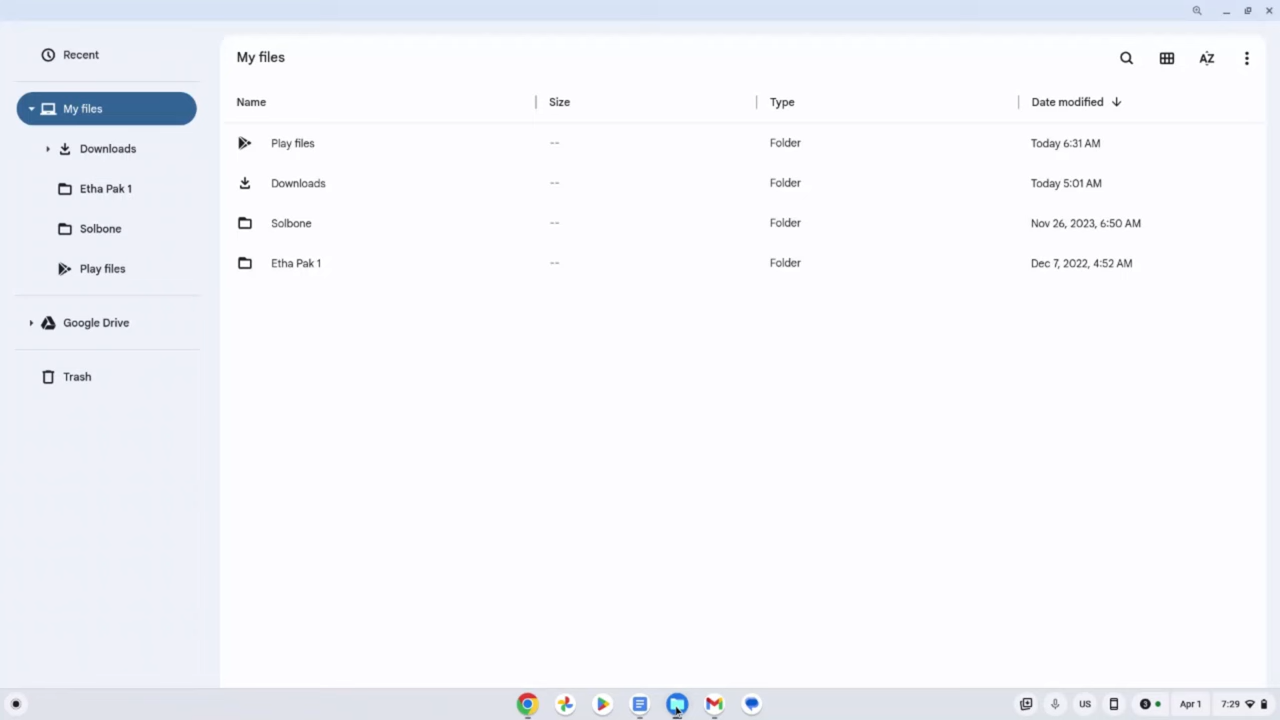 Recent
My files
Downloads
Etha Pak 1
Solbone
Play files
Google Drive
Trash
My files
AZ
Name Size Type Date modified
Play files -- Folder Today 6:31 AM
Downloads -- Folder Today 5:01 AM
Solbone -- Folder Nov 26, 2023, 6:50 AM
Etha Pak 1 -- Folder Dec 7, 2022, 4:52 AM
US 3 Apr 1 7:29